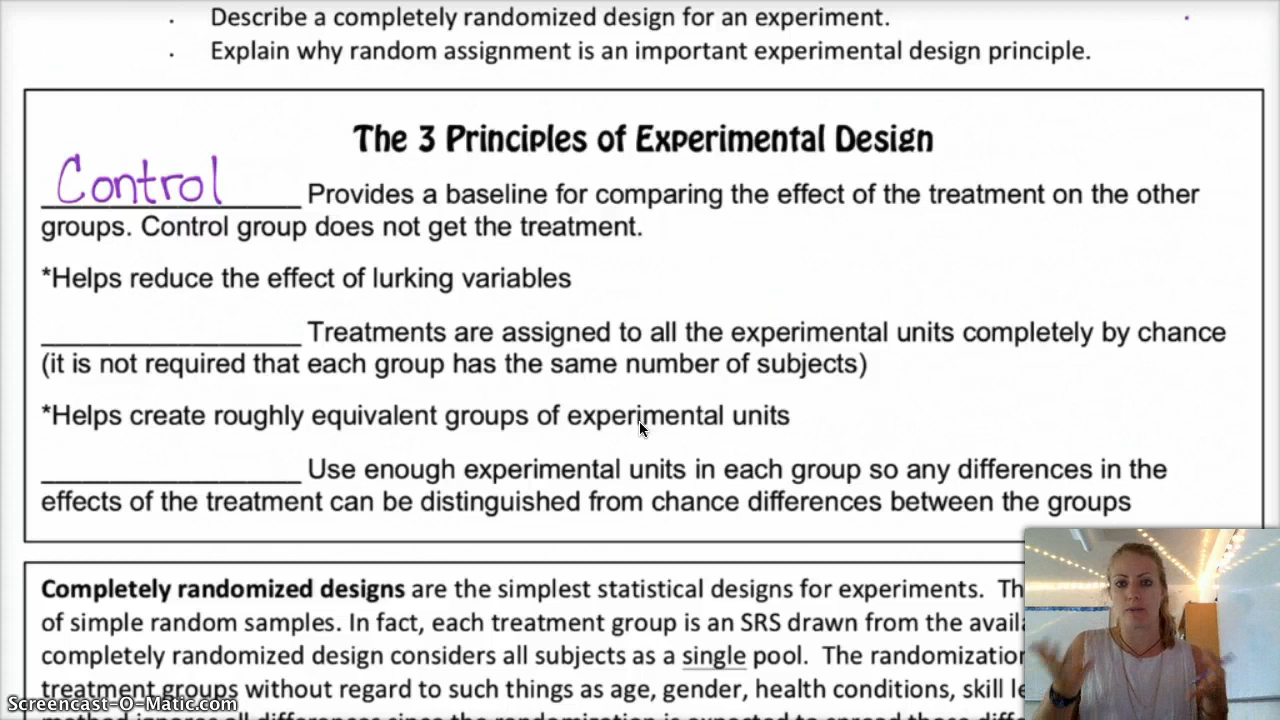 · Describe a completely randomized design for an experiment.
· Explain why random assignment is an important experimental design principle.
The 3 Principles of Experimental Design
Control Provides a baseline for comparing the effect of the treatment on the other
groups. Control group does not get the treatment.
*Helps reduce the effect of lurking variables
___________________ Treatments are assigned to all the experimental units completely by chance
(it is not required that each group has the same number of subjects)
*Helps create roughly equivalent groups of experimental units
___________________ Use enough experimental units in each group so any differences in the
effects of the treatment can be distinguished from chance differences between the groups
Completely randomized designs are the simplest statistical designs for experiments.
of simple random samples. In fact, each treatment group is an SRS drawn from the
completely randomized design considers all subjects as a single pool. The
treatment groups without regard to such things as age, gender, health conditions, skill
Screencast-O-Matic.com